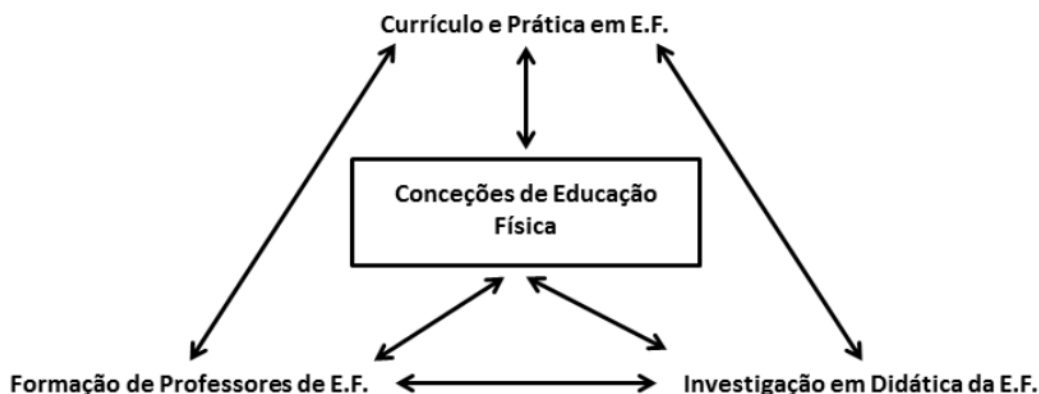 Currículo e Prática em E.F.
Conceções de Educação
Física
Formação de Professores de E.F.
Investigação em Didática da E.F.